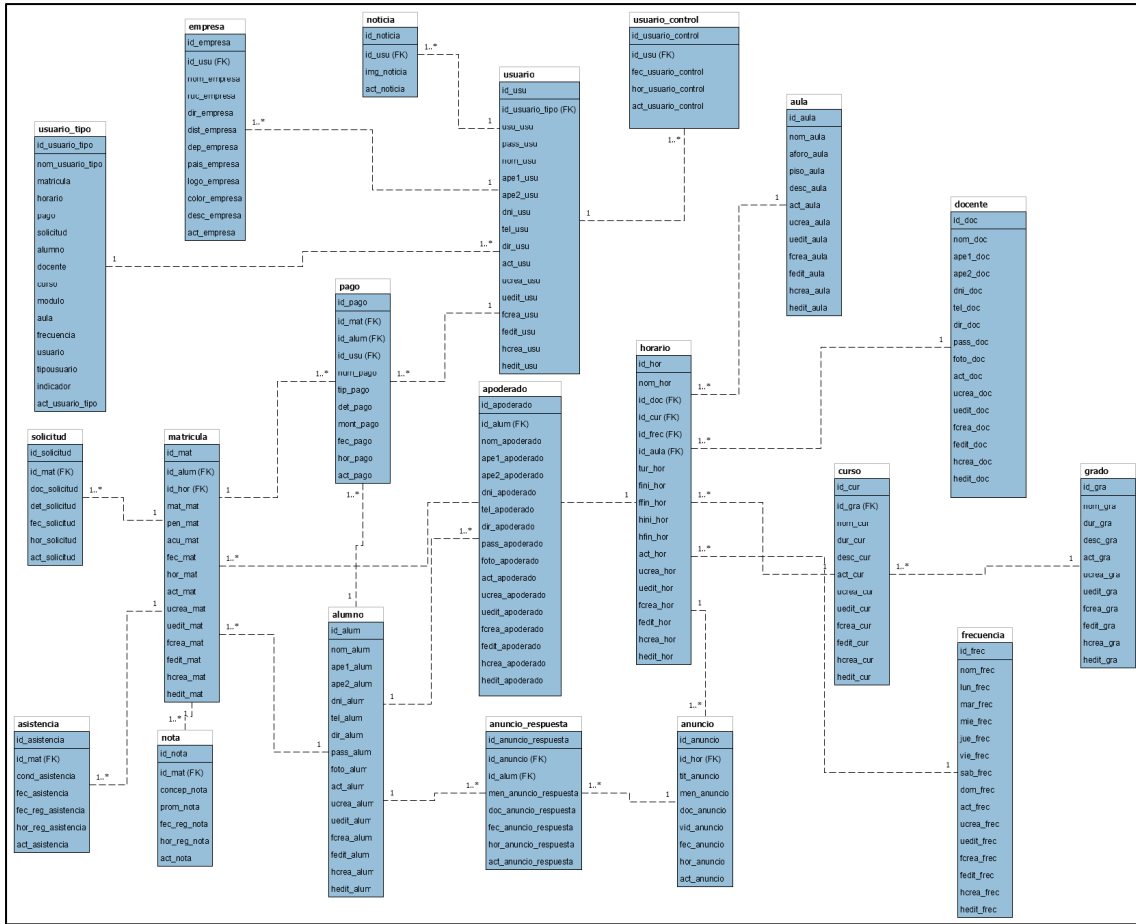 empresa
id_empresa
id_usu (FK)
nom_empresa
ruc_empresa
dir_empresa
dist_empresa
dep_empresa
pais_empresa
logo_empresa
color_empresa
desc_empresa
act_empresa
noticia
id_noticia
id_usu (FK)
img_noticia
act_noticia
usuario_control
id_usuario_control
id_usu (FK)
fec_usuario_control
hor_usuario_control
act_usuario_control
usuario
id_usu
id_usuario_tipo (FK)
usu_usu
pass_usu
nom_usu
ape1_usu
ape2_usu
dni_usu
tel_usu
dir_usu
act_usu
ucrea_usu
uedit_usu
fcrea_usu
fedit_usu
hcrea_usu
hedit_usu
aula
id_aula
nom_aula
aforo_aula
piso_aula
desc_aula
act_aula
ucrea_aula
uedit_aula
fcrea_aula
fedit_aula
hcrea_aula
hedit_aula
usuario_tipo
id_usuario_tipo
nom_usuario_tipo
matricula
horario
pago
solicitud
alumno
docente
curso
modulo
aula
frecuencia
usuario
tipousuario
indicador
act_usuario_tipo
docente
id_doc
nom_doc
ape1_doc
ape2_doc
dni_doc
tel_doc
dir_doc
pass_doc
foto_doc
act_doc
ucrea_doc
uedit_doc
fcrea_doc
fedit_doc
hcrea_doc
hedit_doc
pago
id_pago
id_mat (FK)
id_alum (FK)
id_usu (FK)
num_pago
tip_pago
det_pago
mont_pago
fec_pago
hor_pago
act_pago
horario
id_hor
nom_hor
id_doc (FK)
id_cur (FK)
id_frec (FK)
id_aula (FK)
tur_hor
fini_hor
ffin_hor
hini_hor
hfin_hor
act_hor
ucrea_hor
uedit_hor
fcrea_hor
fedit_hor
hcrea_hor
hedit_hor
apoderado
id_apoderado
id_alum (FK)
nom_apoderado
ape1_apoderado
ape2_apoderado
dni_apoderado
tel_apoderado
dir_apoderado
pass_apoderado
foto_apoderado
act_apoderado
ucrea_apoderado
uedit_apoderado
fcrea_apoderado
fedit_apoderado
hcrea_apoderado
hedit_apoderado
solicitud
id_solicitud
id_mat (FK)
doc_solicitud
det_solicitud
fec_solicitud
hor_solicitud
act_solicitud
matricula
id_mat
id_alum (FK)
id_hor (FK)
mat_mat
pen_mat
acu_mat
fec_mat
hor_mat
act_mat
ucrea_mat
uedit_mat
fcrea_mat
fedit_mat
hcrea_mat
hedit_mat
curso
id_cur
id_gra (FK)
nom_cur
dur_cur
desc_cur
act_cur
ucrea_cur
uedit_cur
fcrea_cur
fedit_cur
hcrea_cur
hedit_cur
grado
id_gra
nom_gra
dur_gra
desc_gra
act_gra
ucrea_gra
uedit_gra
fcrea_gra
fedit_gra
hcrea_gra
hedit_gra
alumno
id_alum
nom_alum
ape1_alum
ape2_alum
dni_alum
tel_alum
dir_alum
pass_alum
foto_alum
act_alum
ucrea_alum
uedit_alum
fcrea_alum
fedit_alum
hcrea_alum
hedit_alum
frecuencia
id_frec
nom_frec
lun_frec
mar_frec
mie_frec
jue_frec
vie_frec
sab_frec
dom_frec
act_frec
ucrea_frec
uedit_frec
fcrea_frec
fedit_frec
hcrea_frec
hedit_frec
asistencia
id_asistencia
id_mat (FK)
cond_asistencia
fec_asistencia
fec_reg_asistencia
hor_reg_asistencia
act_asistencia
nota
id_nota
id_mat (FK)
concep_nota
prom_nota
fec_reg_nota
hor_reg_nota
act_nota
anuncio_respuesta
id_anuncio_respuesta
id_anuncio (FK)
id_alum (FK)
men_anuncio_respuesta
doc_anuncio_respuesta
fec_anuncio_respuesta
hor_anuncio_respuesta
act_anuncio_respuesta
anuncio
id_anuncio
id_hor (FK)
tit_anuncio
men_anuncio
doc_anuncio
vid_anuncio
fec_anuncio
hor_anuncio
act_anuncio